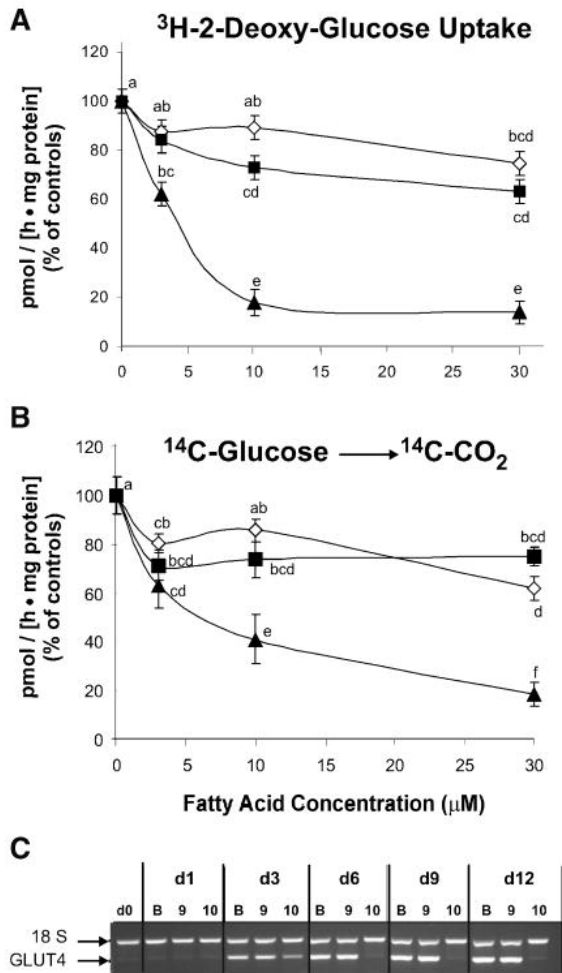 A
³H-2-Deoxy-Glucose Uptake
pmol / [h • mg protein]
(% of controls)
120
100
80
60
40
20
0
a
ab
ab
bcd
bc
cd
cd
e
e
0 5 10 15 20 25 30
B
¹⁴C-Glucose → ¹⁴C-CO₂
pmol / [h • mg protein]
(% of controls)
120
100
80
60
40
20
0
a
cb
ab
bcd
bcd
bcd
cd
d
e
f
0 5 10 15 20 25 30
Fatty Acid Concentration (μM)
C
d1 d3 d6 d9 d12
d0 B 9 10 B 9 10 B 9 10 B 9 10 B 9 10
18 S
GLUT4